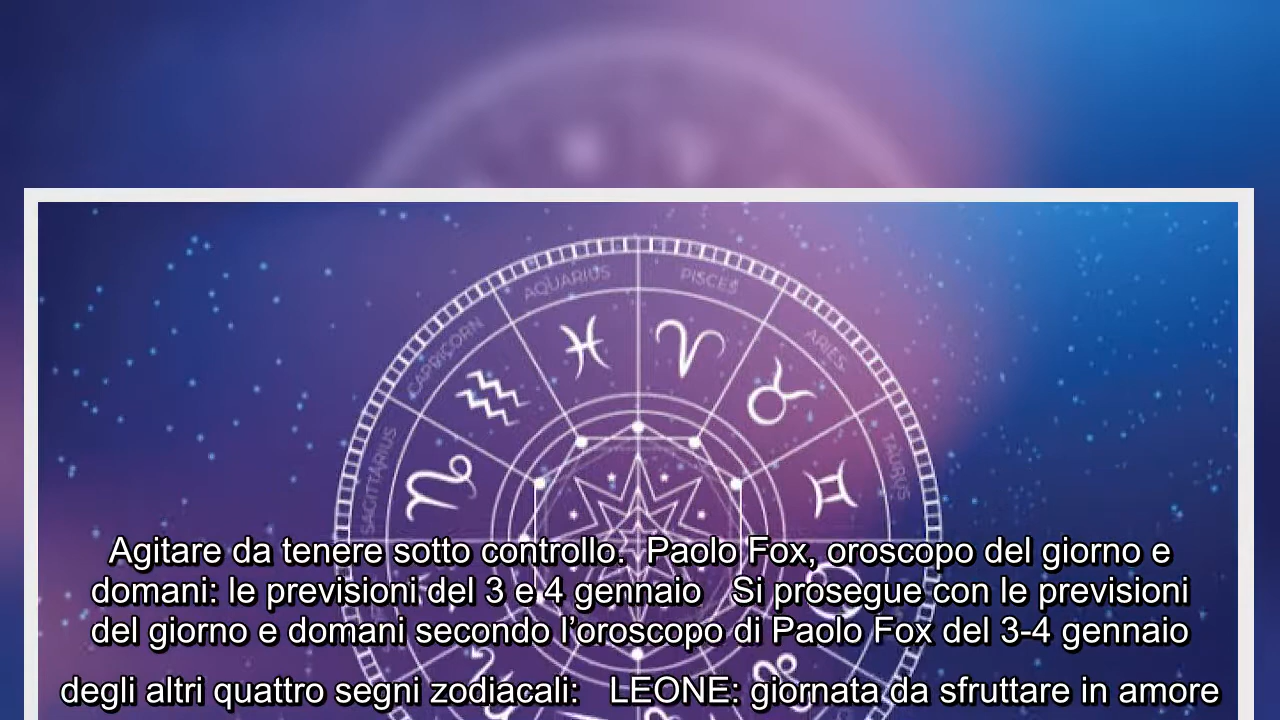 AQUARIUS
PISCES
CAPRICORN
ARIES
SAGITTARIUS
TAURUS
Agitare da tenere sotto controllo.   Paolo Fox, oroscopo del giorno e
domani: le previsioni del 3 e 4 gennaio   Si prosegue con le previsioni
del giorno e domani secondo l’oroscopo di Paolo Fox del 3-4 gennaio
degli altri quattro segni zodiacali:   LEONE: giornata da sfruttare in amore